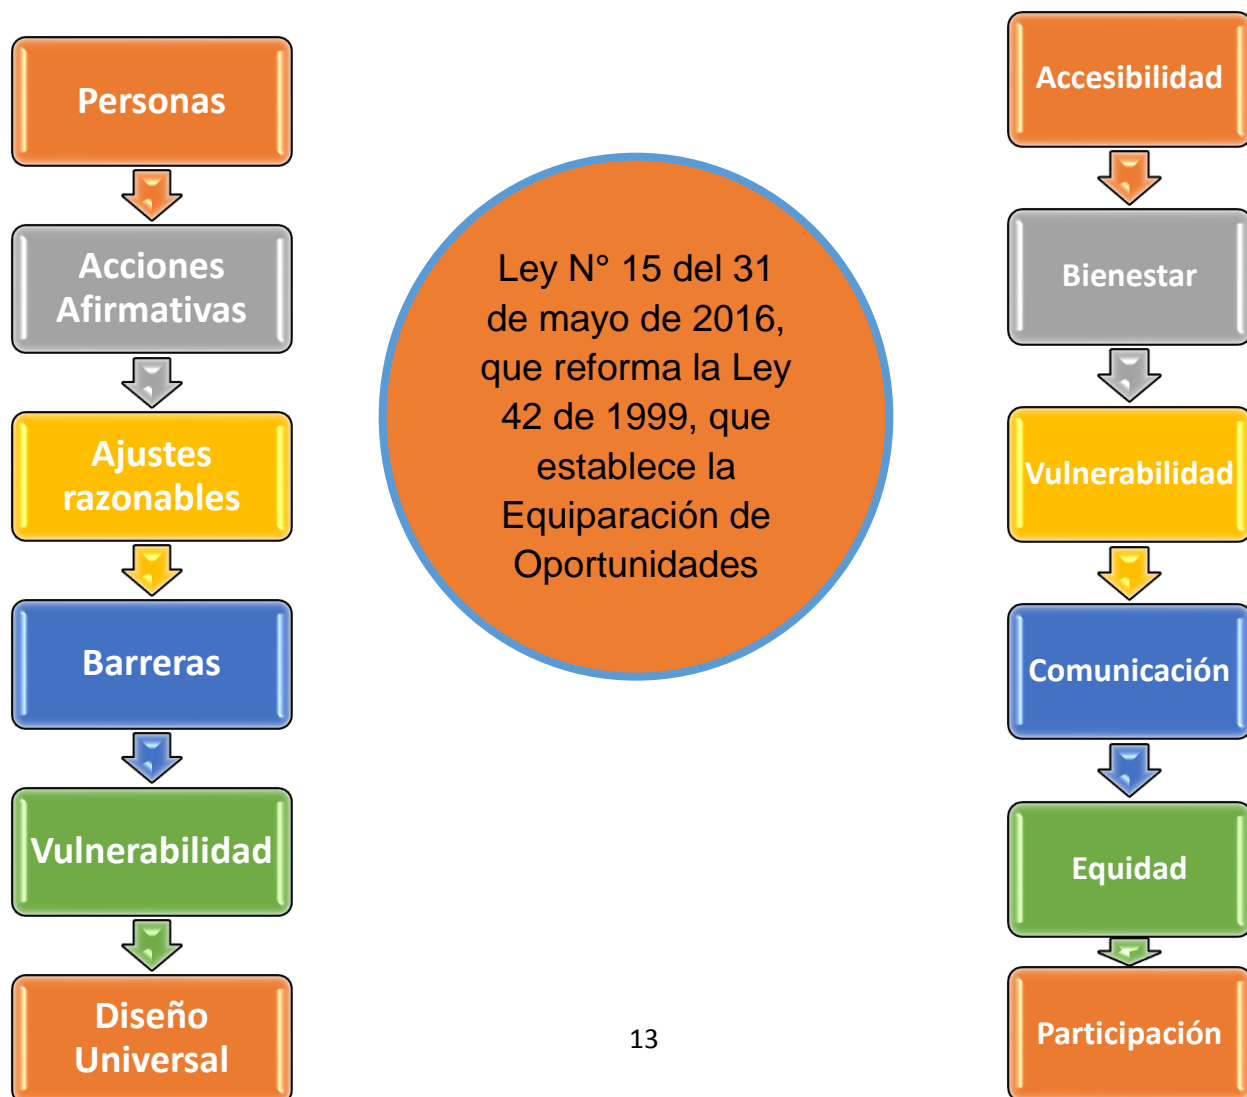 Personas
Acciones
Afirmativas
Ajustes
razonables
Barreras
Vulnerabilidad
Diseño
Universal
Ley N° 15 del 31
de mayo de 2016,
que reforma la Ley
42 de 1999, que
establece la
Equiparación de
Oportunidades
Accesibilidad
Bienestar
Vulnerabilidad
Comunicación
Equidad
Participación
13